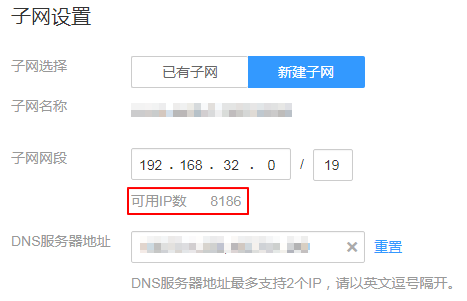 子网设置
子网选择 已有子网 新建子网
子网名称
子网网段 192 . 168 . 32 . 0 / 19
可用IP数 8186
DNS服务器地址 × 重置
DNS服务器地址最多支持2个IP，请以英文逗号隔开。